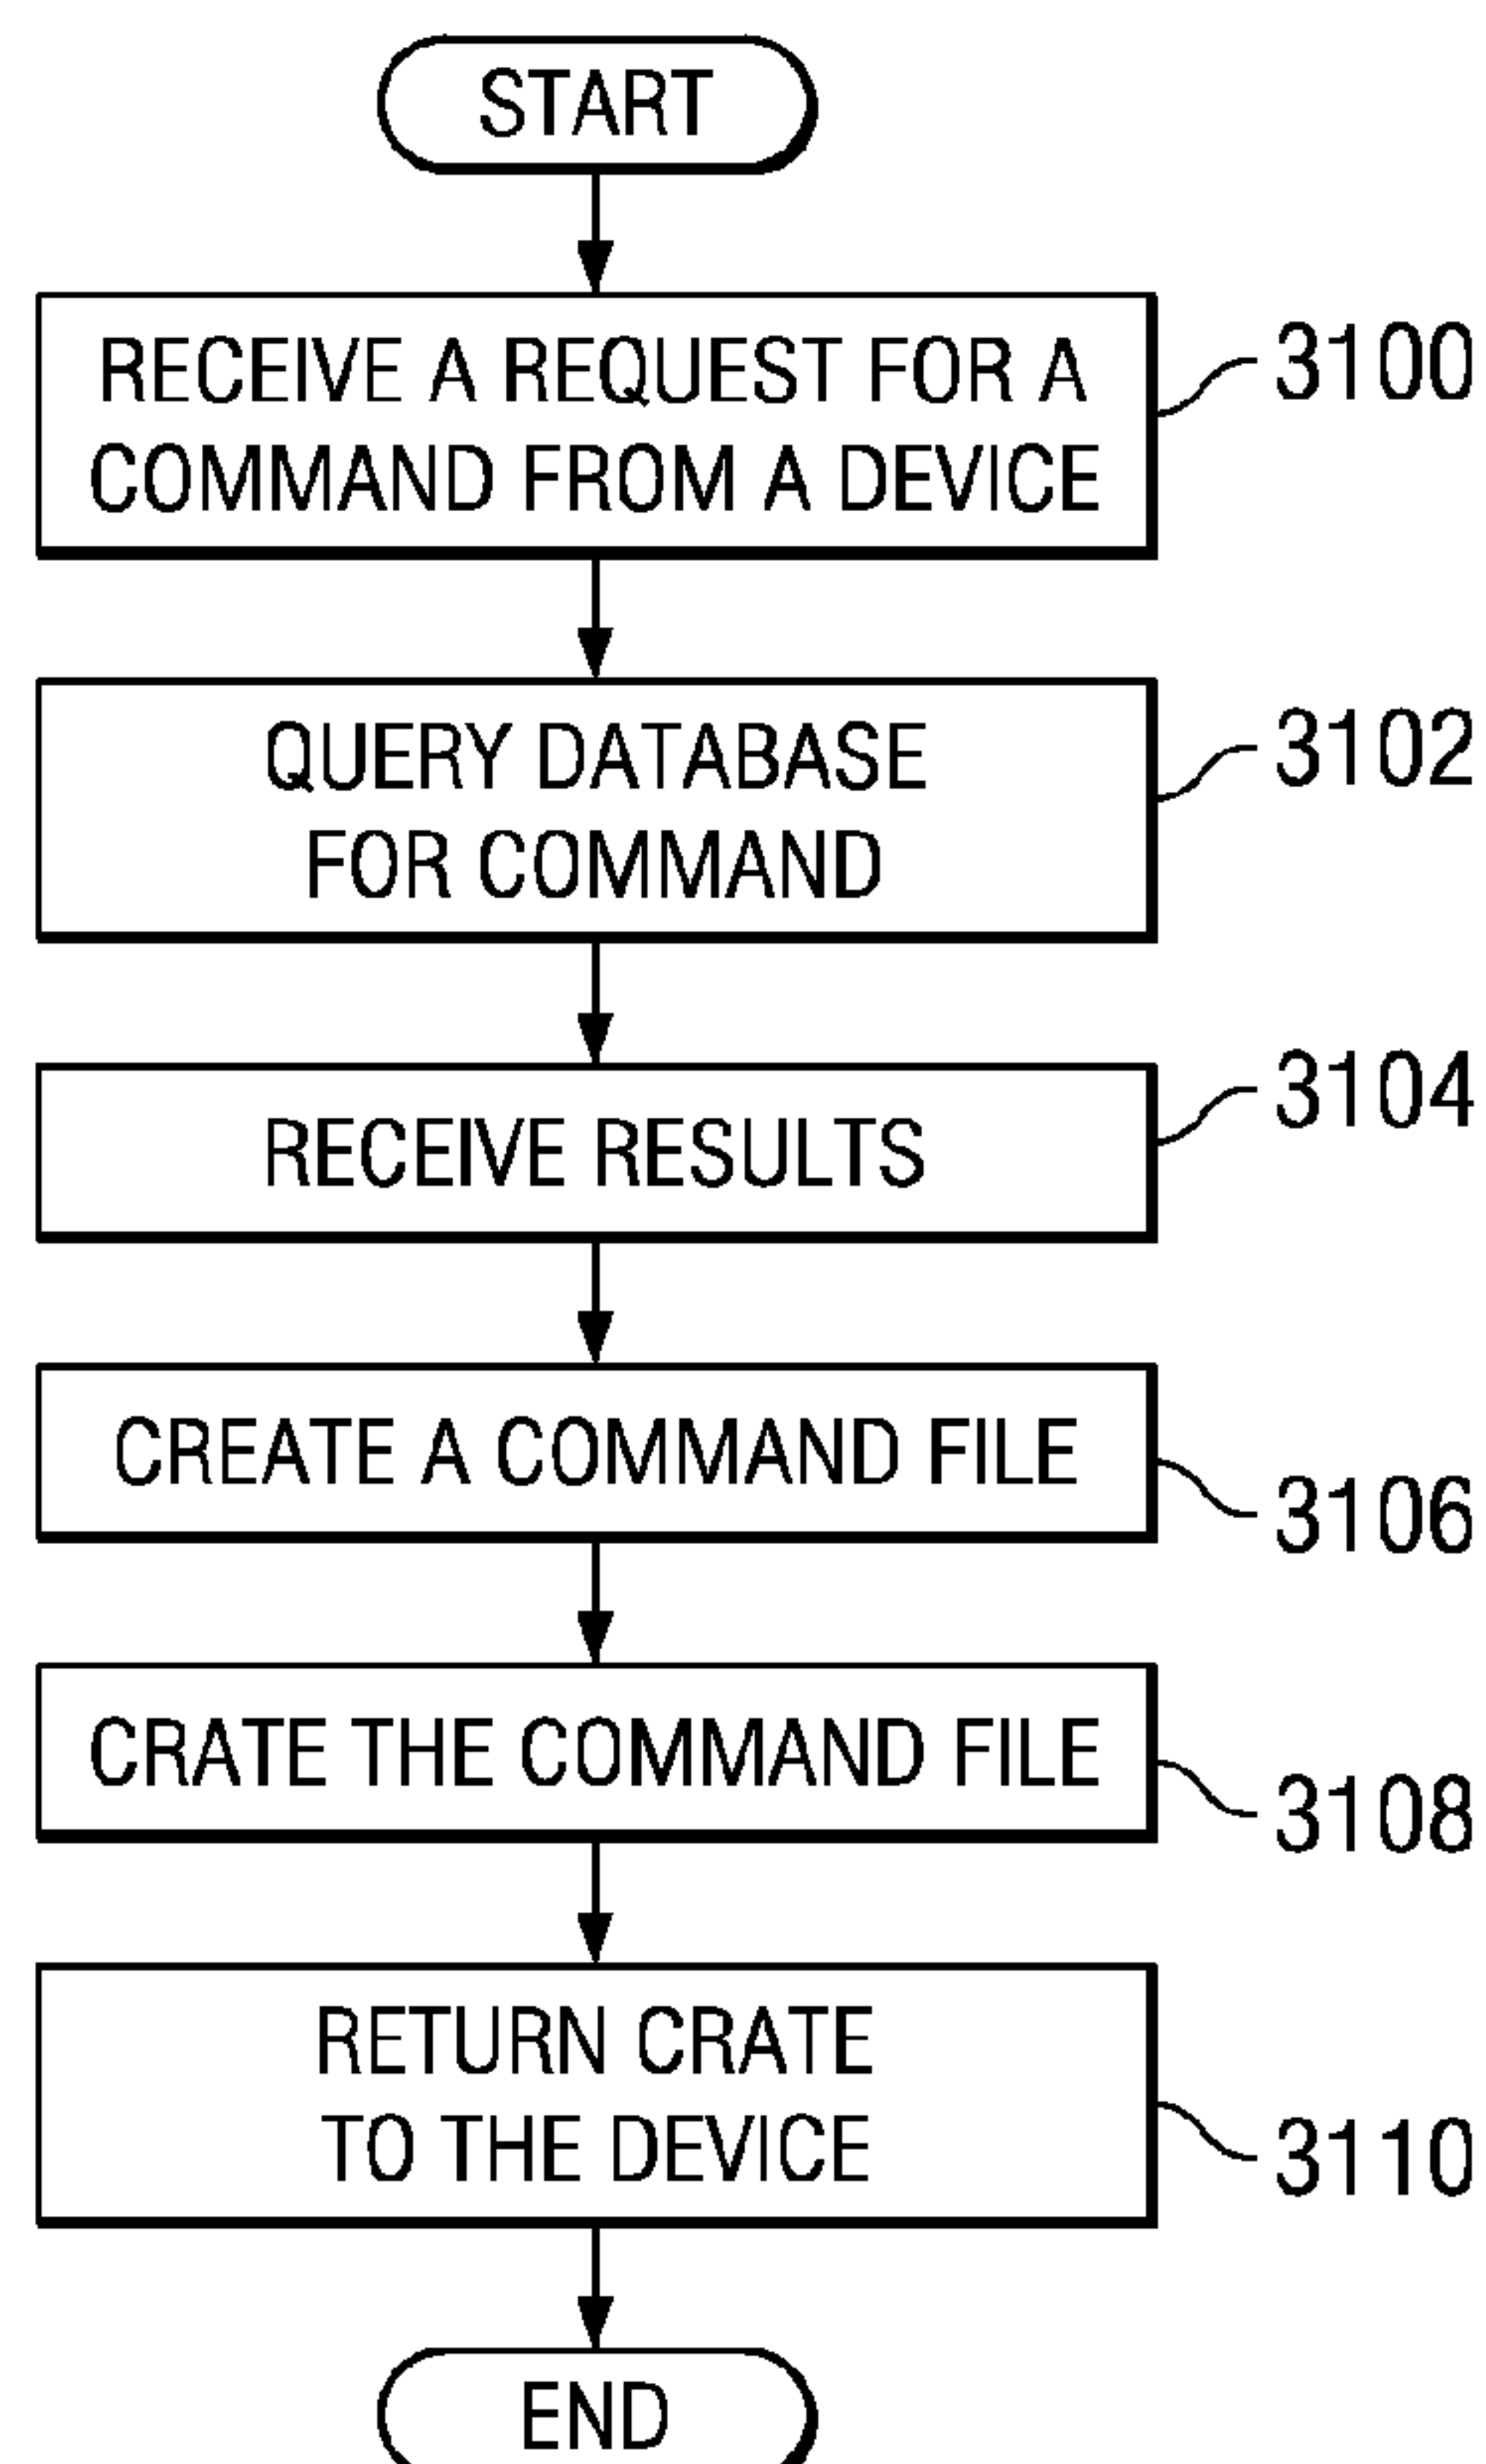 START
RECEIVE A REQUEST FOR A
COMMAND FROM A DEVICE
3100
QUERY DATABASE
FOR COMMAND
3102
RECEIVE RESULTS
3104
CREATE A COMMAND FILE
3106
CRATE THE COMMAND FILE
3108
RETURN CRATE
TO THE DEVICE
3110
END